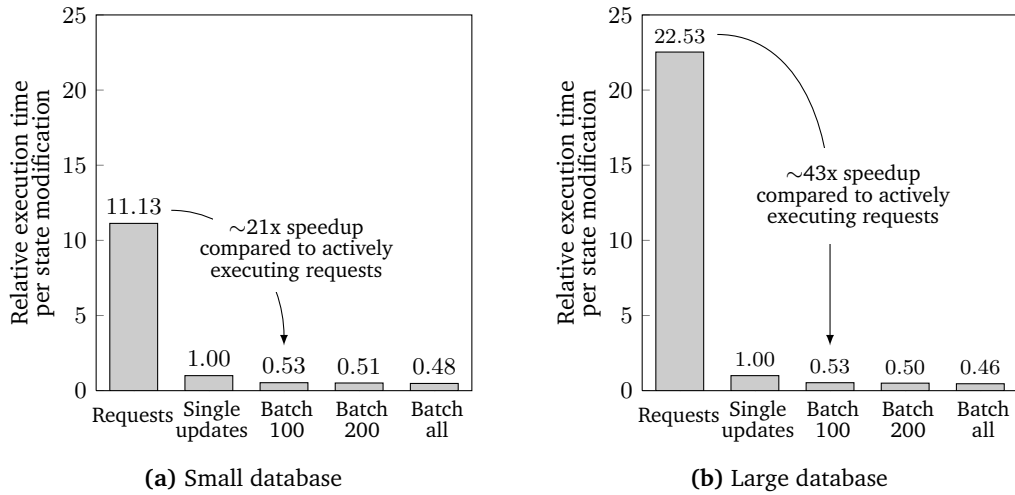 Relative execution time
per state modification
25
20
15
10
5
0
11.13
1.00
0.53
0.51
0.48
∼21x speedup
compared to actively
executing requests
Requests
Single
updates
Batch
100
Batch
200
Batch
all
(a) Small database
Relative execution time
per state modification
25
20
15
10
5
0
22.53
1.00
0.53
0.50
0.46
∼43x speedup
compared to actively
executing requests
Requests
Single
updates
Batch
100
Batch
200
Batch
all
(b) Large database